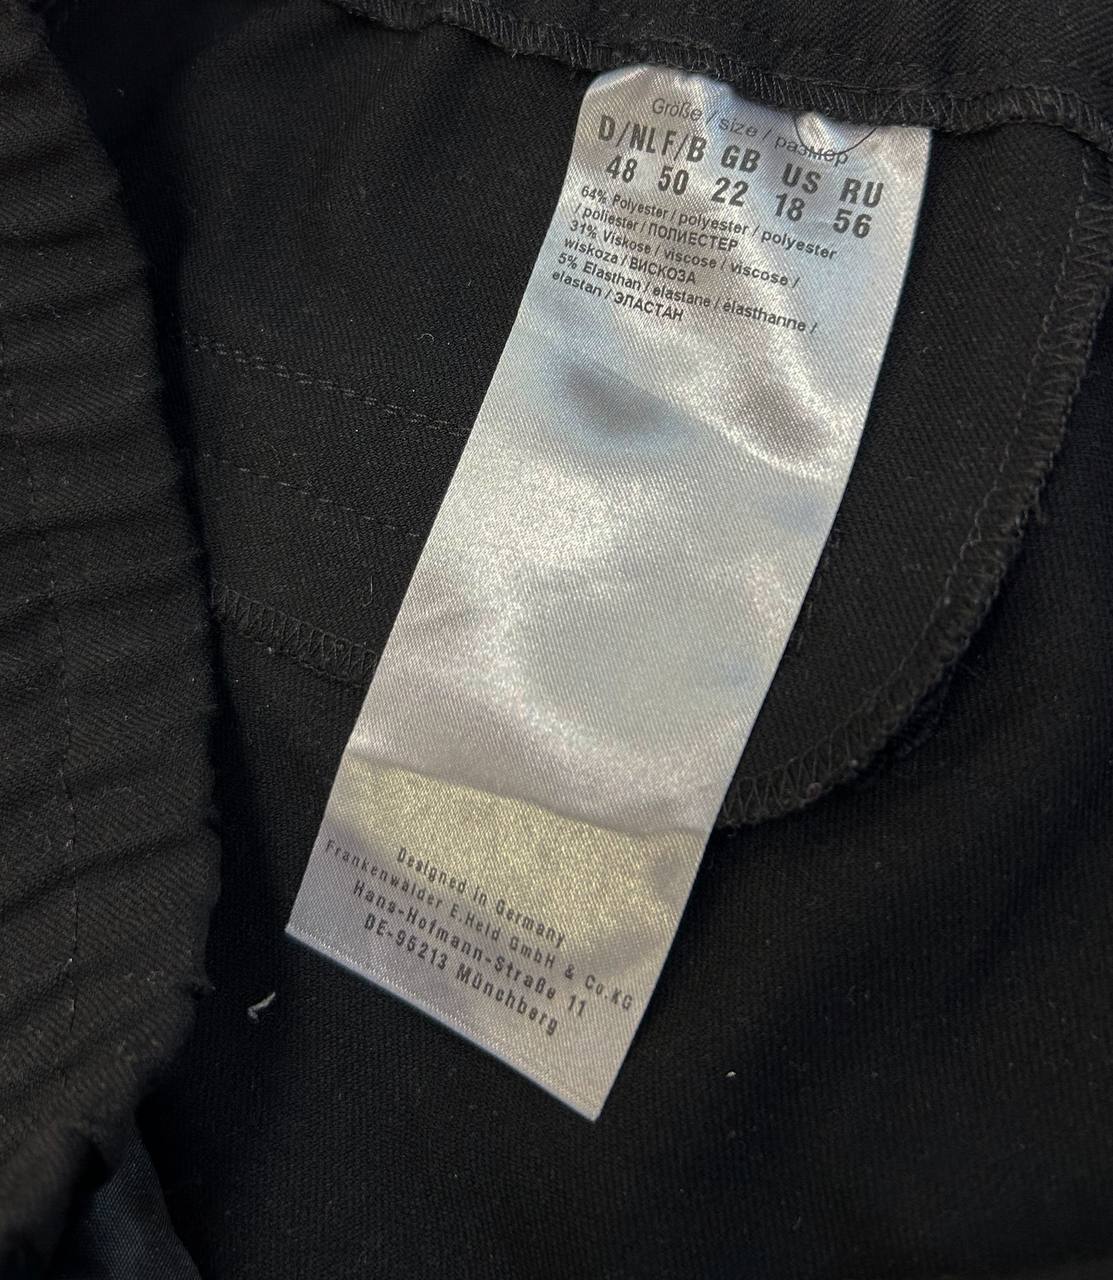 Größe / size / размер
D/NL F/B GB US RU
48 50 22 18 56
64% Polyester / polyester / polyester
/ poliester / ПОЛИЕСТЕР
31% Viskose / viscose / viscose /
wiskoza / ВИСКОЗА
5% Elasthan / elastane / élasthanne /
elastan / ЭЛАСТАН
Designed in Germany
Frankenwälder E.Held GmbH & Co.KG
Hans-Hofmann-Straße 11
DE-95213 Münchberg